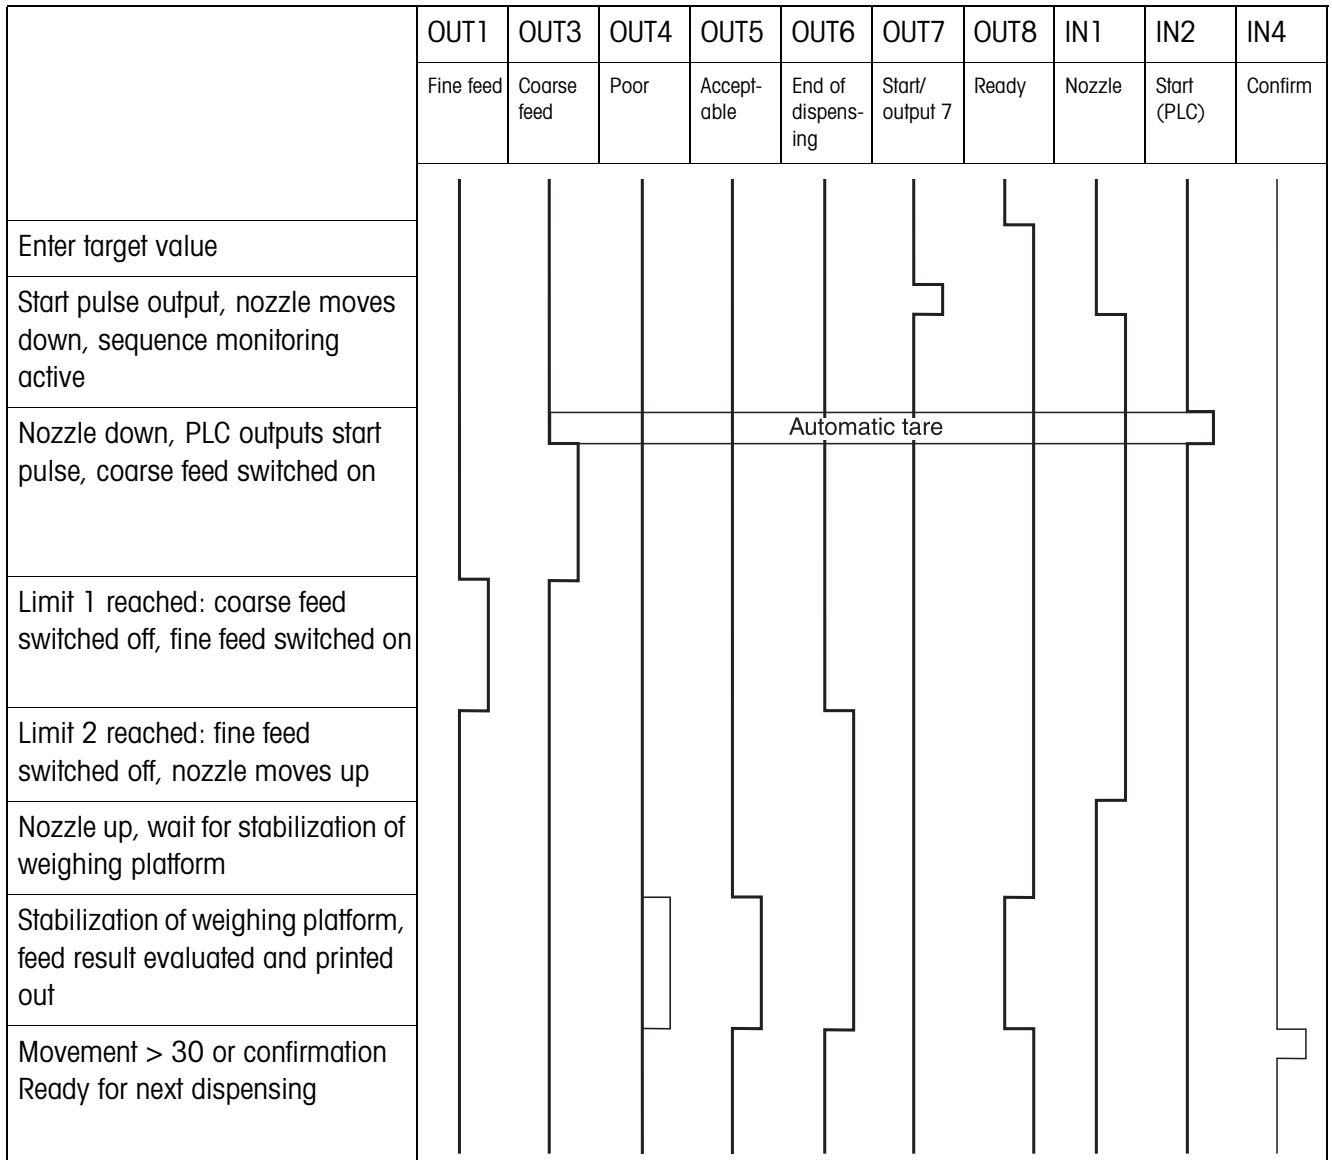 OUT1 OUT3 OUT4 OUT5 OUT6 OUT7 OUT8 IN1 IN2 IN4
Fine feed Coarse Poor Accept- End of Start/ Ready Nozzle Start Confirm
feed able dispens- output 7 (PLC)
ing
Enter target value
Start pulse output, nozzle moves
down, sequence monitoring
active
Nozzle down, PLC outputs start
pulse, coarse feed switched on
Automatic tare
Limit 1 reached: coarse feed
switched off, fine feed switched on
Limit 2 reached: fine feed
switched off, nozzle moves up
Nozzle up, wait for stabilization of
weighing platform
Stabilization of weighing platform,
feed result evaluated and printed
out
Movement > 30 or confirmation
Ready for next dispensing